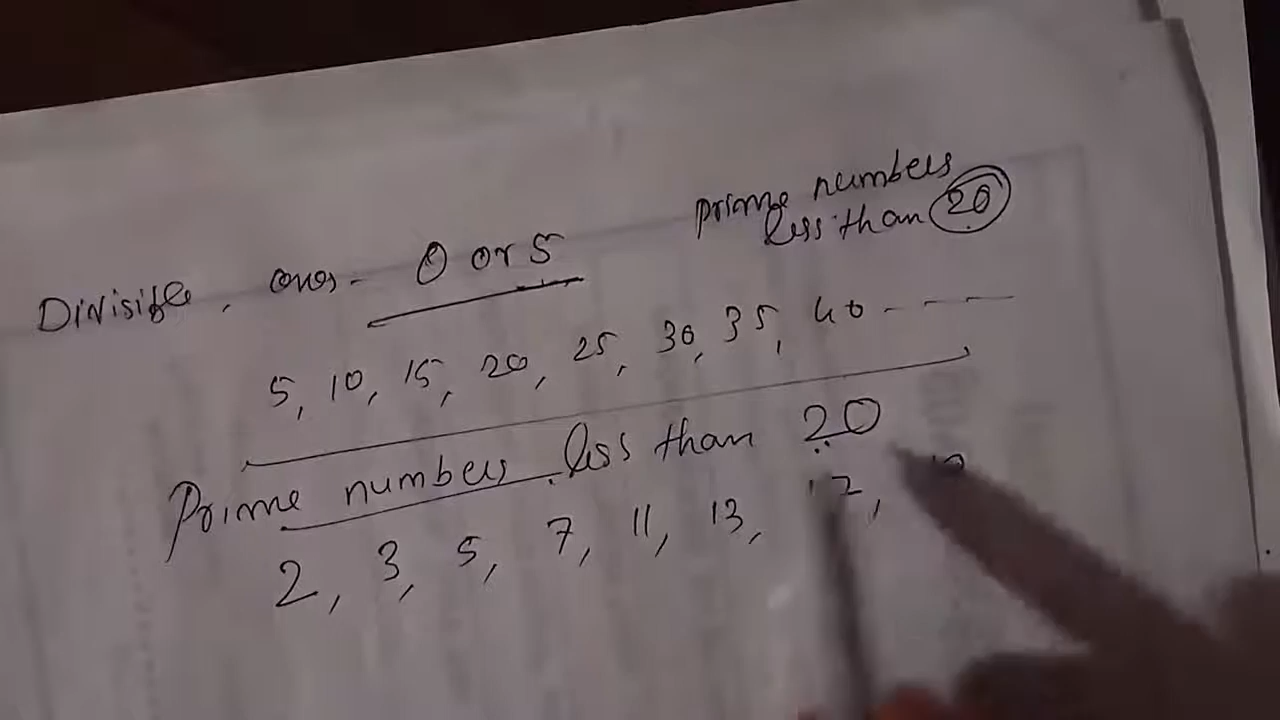 prime numbers
less than 20
Divisible, ones- 0 or 5
5, 10, 15, 20, 25, 30, 35, 40 - - - -
Prime numbers less than 20
2, 3, 5, 7, 11, 13, 17,